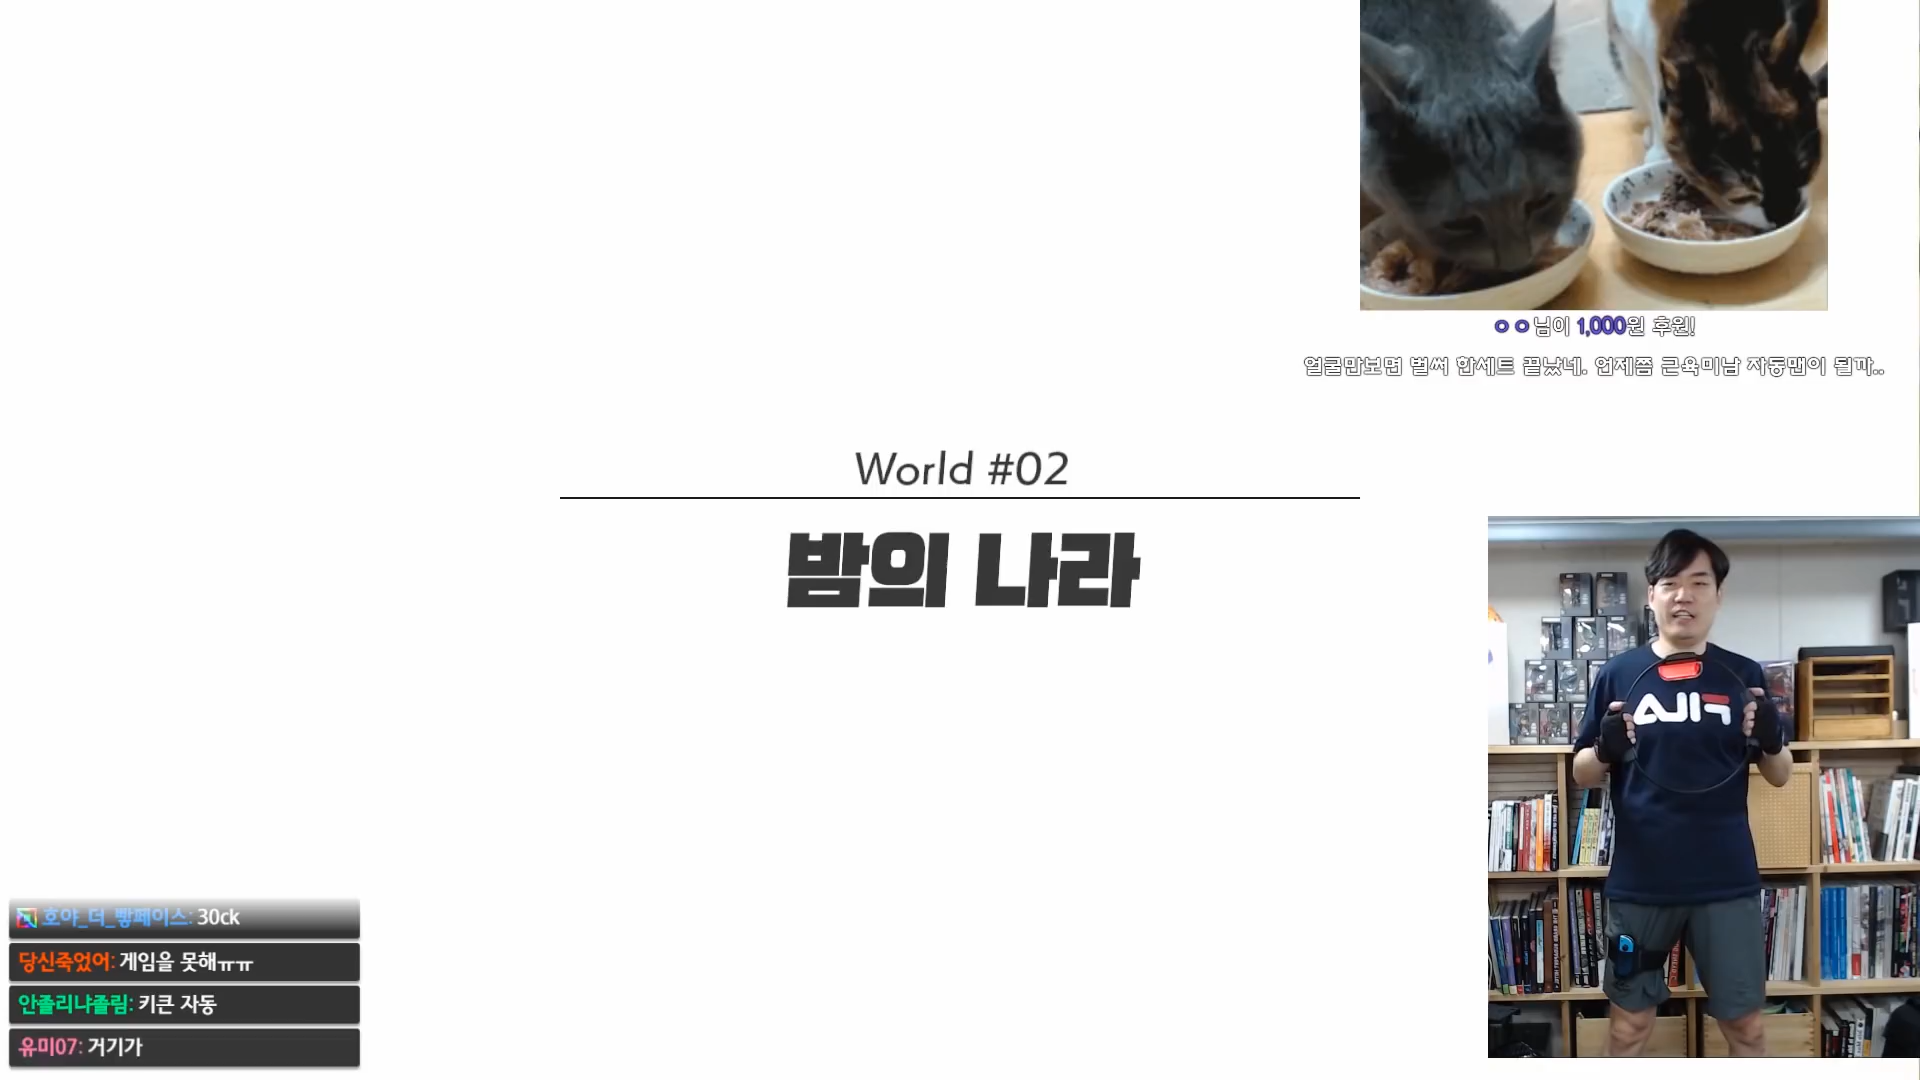 ㅇㅇ님이 1,000원 후원!
얼굴만보면 벌써 한세트 끝났네. 언제쯤 근육미남 자동맨이 될까..
World #02
밤의 나라
FILA
호야_더_빵페이스: 30ck
당신죽었어: 게임을 못해ㅠㅠ
안졸리냐졸림: 키큰 자동
유미07: 거기가